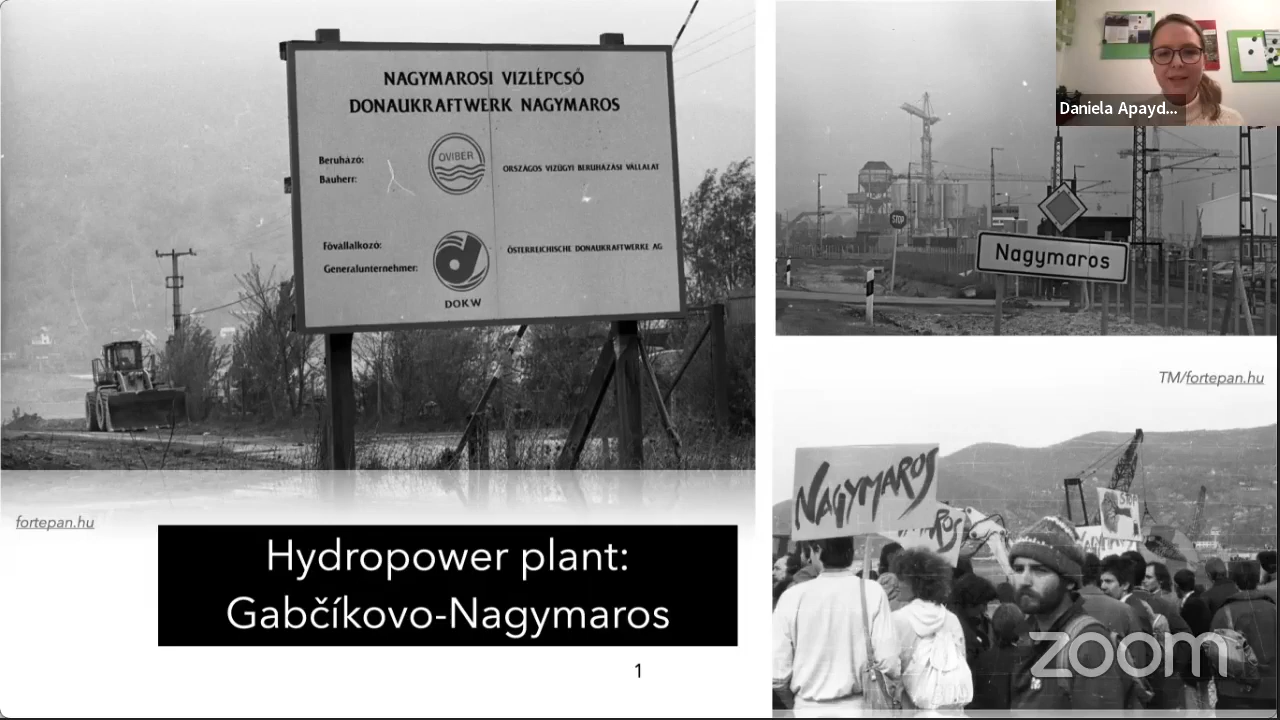 NAGYMAROSI VIZLÉPCSŐ
DONAUKRAFTWERK NAGYMAROS
Beruházó:
Bauherr:
OVIBER
ORSZÁGOS VIZÜGYI BERUHÁZÁSI VÁLLALAT
Fövállalkozó:
Generalunternehmer:
DOKW
ÖSTERREICHISCHE DONAUKRAFTWERKE AG
fortepan.hu
Hydropower plant:
Gabčíkovo-Nagymaros
1
Daniela Apayd...
STOP
Nagymaros
TM/fortepan.hu
NAGYMAROS
zoom